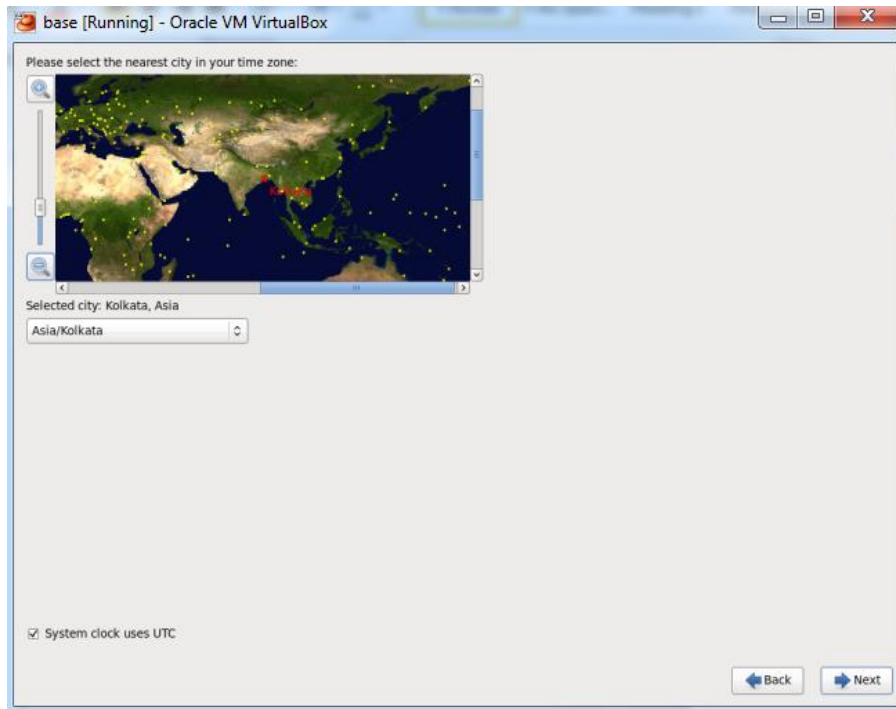 base [Running] - Oracle VM VirtualBox
Please select the nearest city in your time zone:
Kolkata
Selected city: Kolkata, Asia
Asia/Kolkata
System clock uses UTC
Back Next